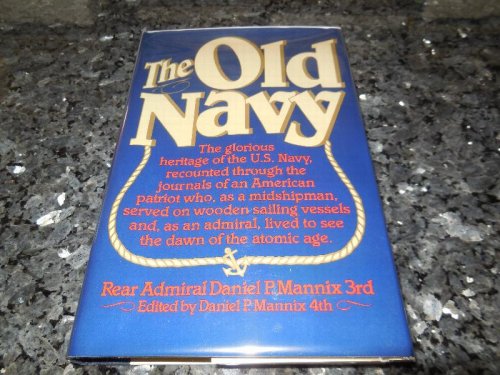 The Old
Navy
The glorious
heritage of the U.S. Navy,
recounted through the
journals of an American
patriot who, as a midshipman,
served on wooden sailing vessels
and, as an admiral, lived to see
the dawn of the atomic age.
Rear Admiral Daniel P. Mannix 3rd
Edited by Daniel P. Mannix 4th